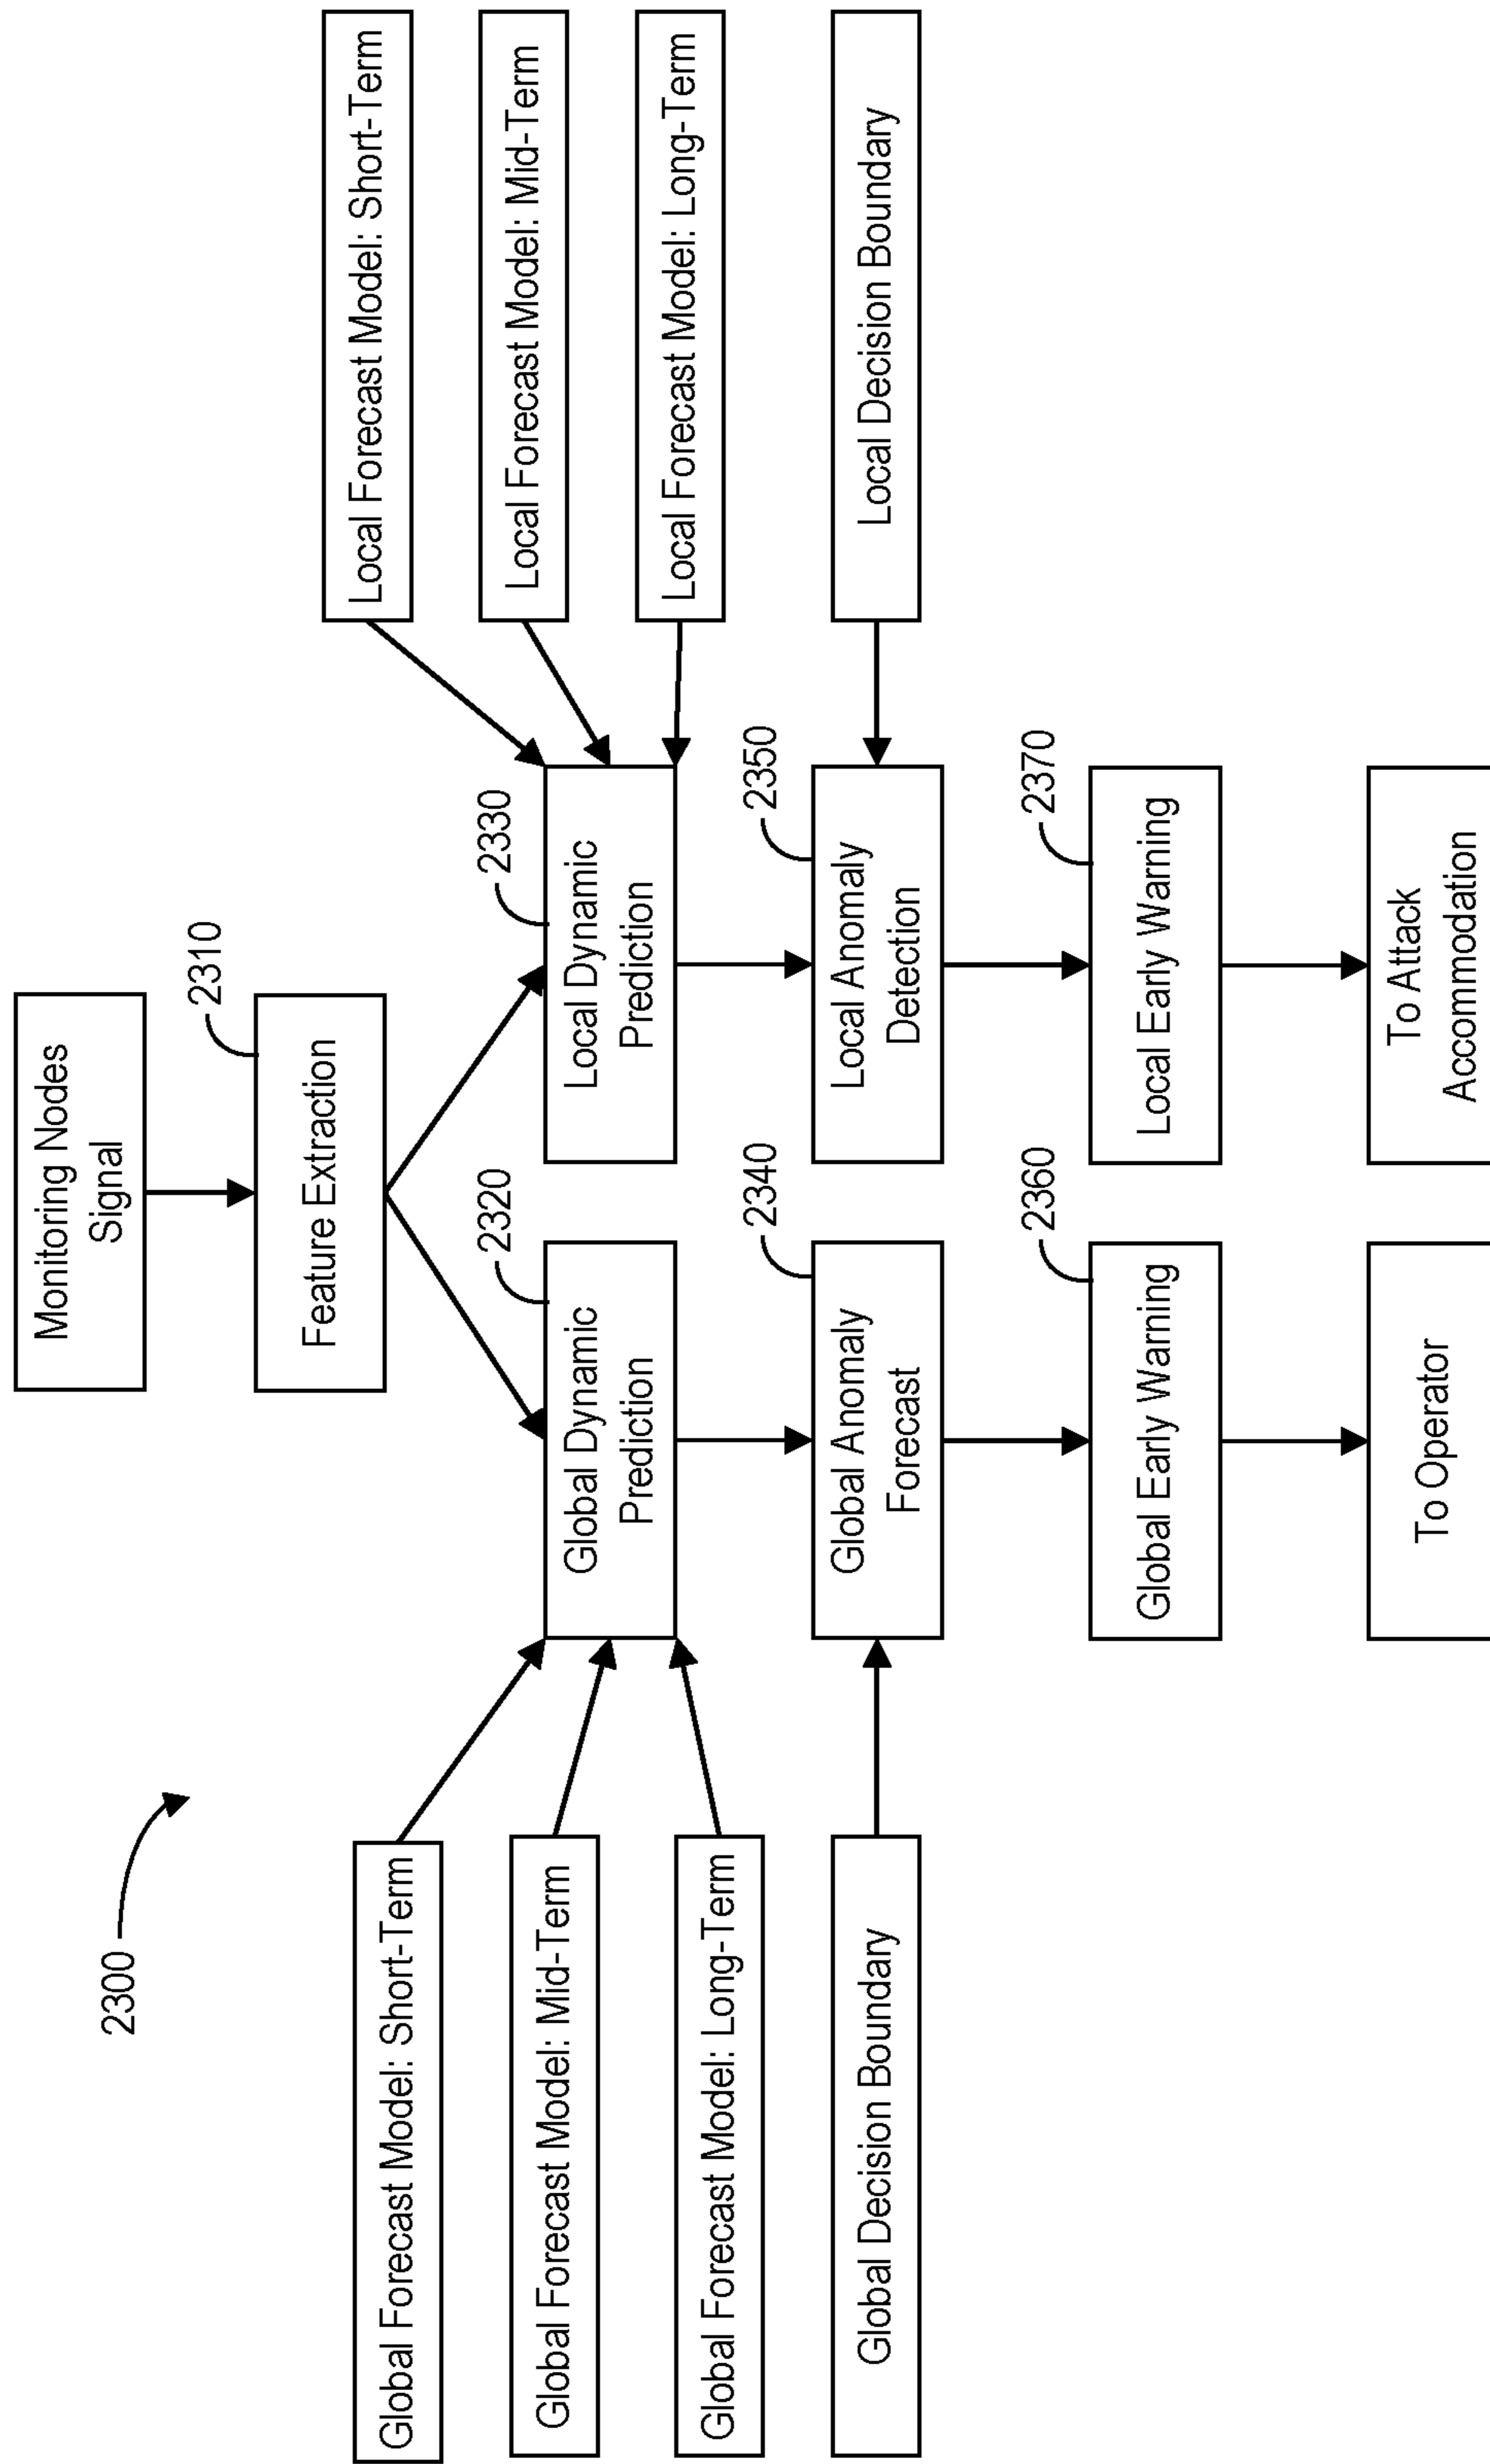 2300
Monitoring Nodes
Signal
2310
Feature Extraction
Global Forecast Model: Short-Term
Global Forecast Model: Mid-Term
Global Forecast Model: Long-Term
2320
Global Dynamic
Prediction
2330
Local Dynamic
Prediction
Local Forecast Model: Short-Term
Local Forecast Model: Mid-Term
Local Forecast Model: Long-Term
Global Decision Boundary
2340
Global Anomaly
Forecast
2350
Local Anomaly
Detection
Local Decision Boundary
2360
Global Early Warning
2370
Local Early Warning
To Operator
To Attack
Accommodation